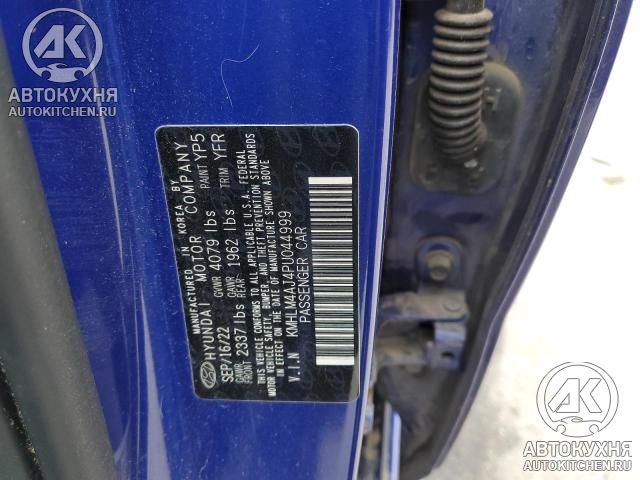 АВТОКУХНЯ
AUTOKITCHEN.RU
MANUFACTURED IN KOREA BY
HYUNDAI MOTOR COMPANY
SEP/16/22 GVWR 4079 lbs PAINT YP5
GAWR FRONT 2337 lbs GAWR REAR 1962 lbs TRIM YFR
THIS VEHICLE CONFORMS TO ALL APPLICABLE U.S.A. FEDERAL
MOTOR VEHICLE SAFETY, BUMPER, AND THEFT PREVENTION STANDARDS
IN EFFECT ON THE DATE OF MANUFACTURE SHOWN ABOVE
V.I.N KMHLM4AJ4PU044999
PASSENGER CAR
АВТОКУХНЯ
AUTOKITCHEN.RU